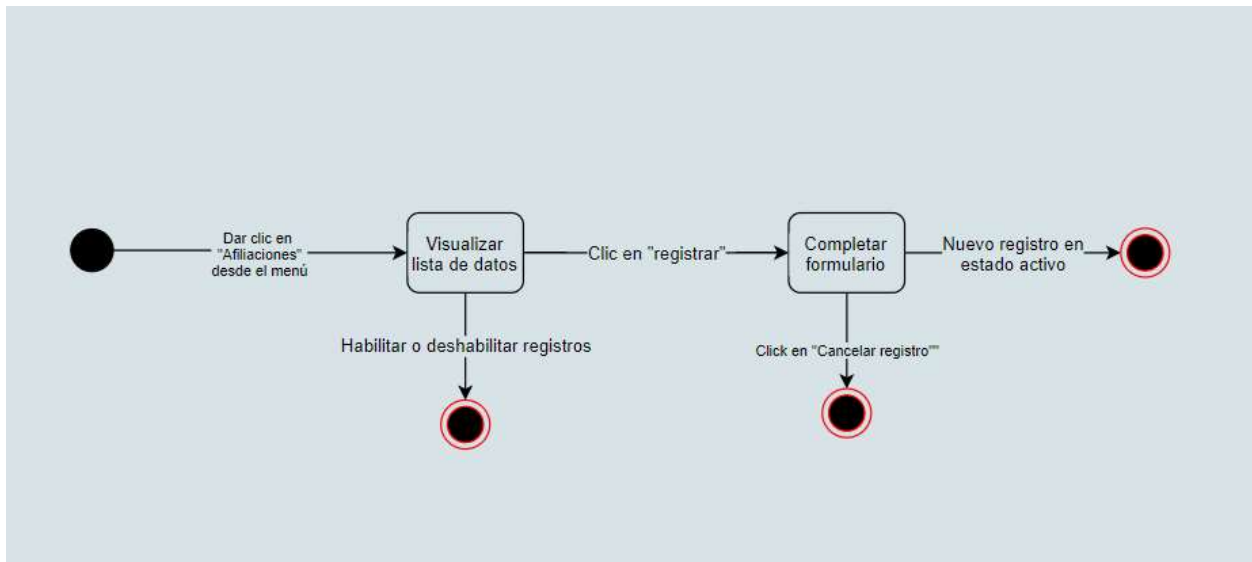 Dar clic en
"Afiliaciones"
desde el menú
Visualizar
lista de datos
Clic en "registrar"
Completar
formulario
Nuevo registro en
estado activo
Habilitar o deshabilitar registros
Click en "Cancelar registro""